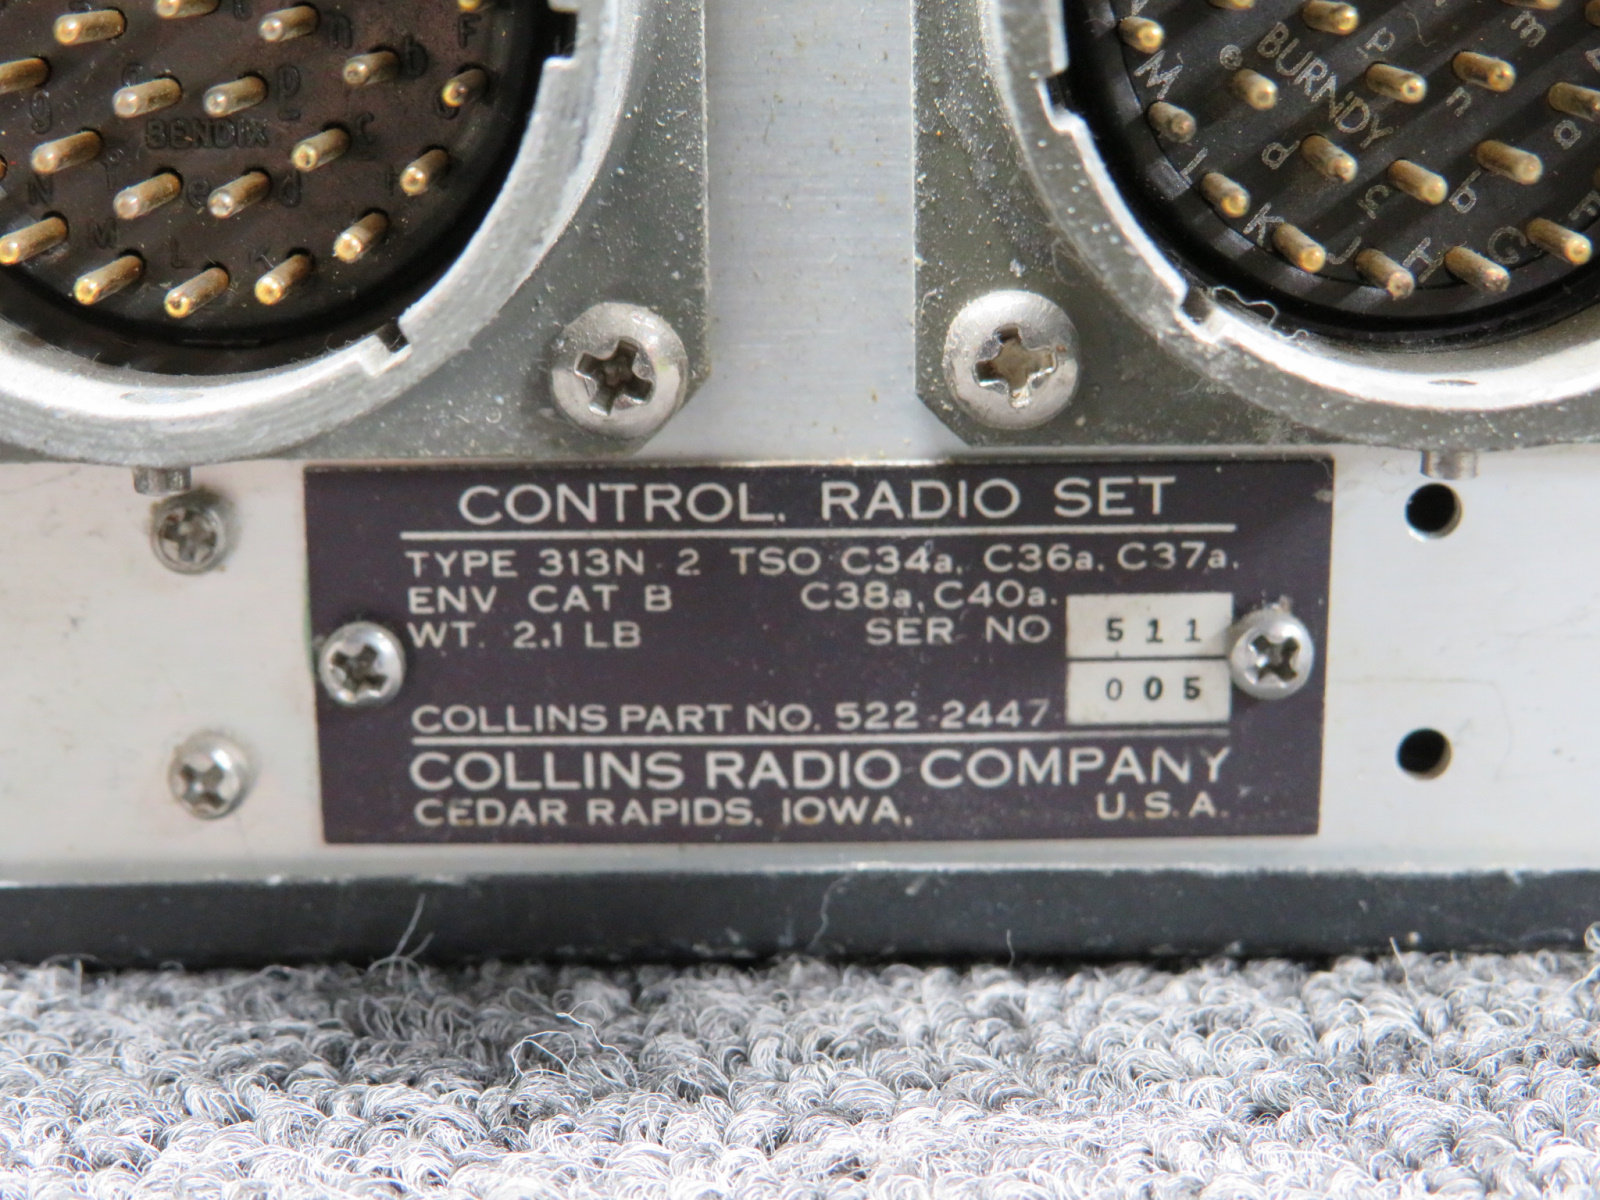 BENDIX
BURNDY
CONTROL. RADIO SET
TYPE 313N-2 TSO C34a, C36a, C37a,
ENV CAT B C38a, C40a.
WT. 2.1 LB SER NO 511
COLLINS PART NO. 522-2447 005
COLLINS RADIO COMPANY
CEDAR RAPIDS, IOWA, U.S.A.